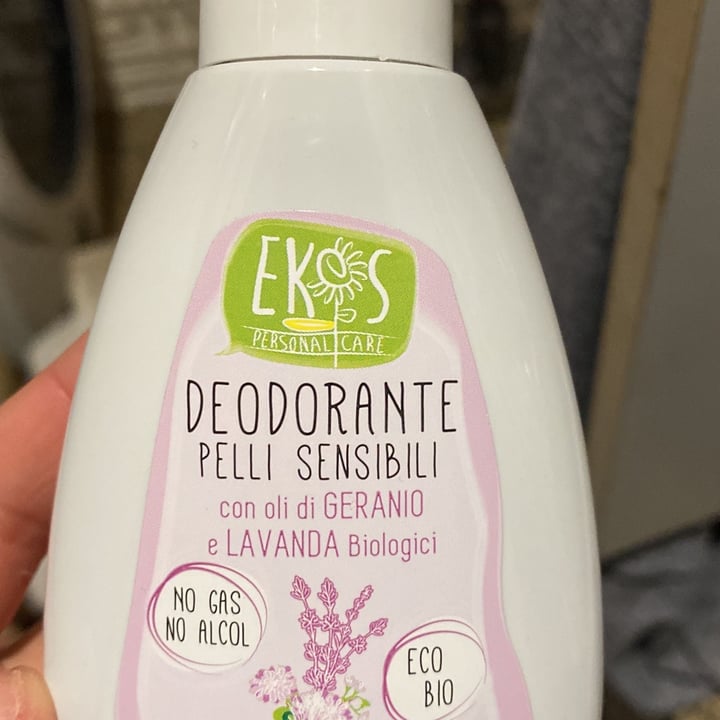 EKOS
PERSONAL CARE
DEODORANTE
PELLI SENSIBILI
con oli di GERANIO
e LAVANDA Biologici
NO GAS
NO ALCOL
ECO
BIO